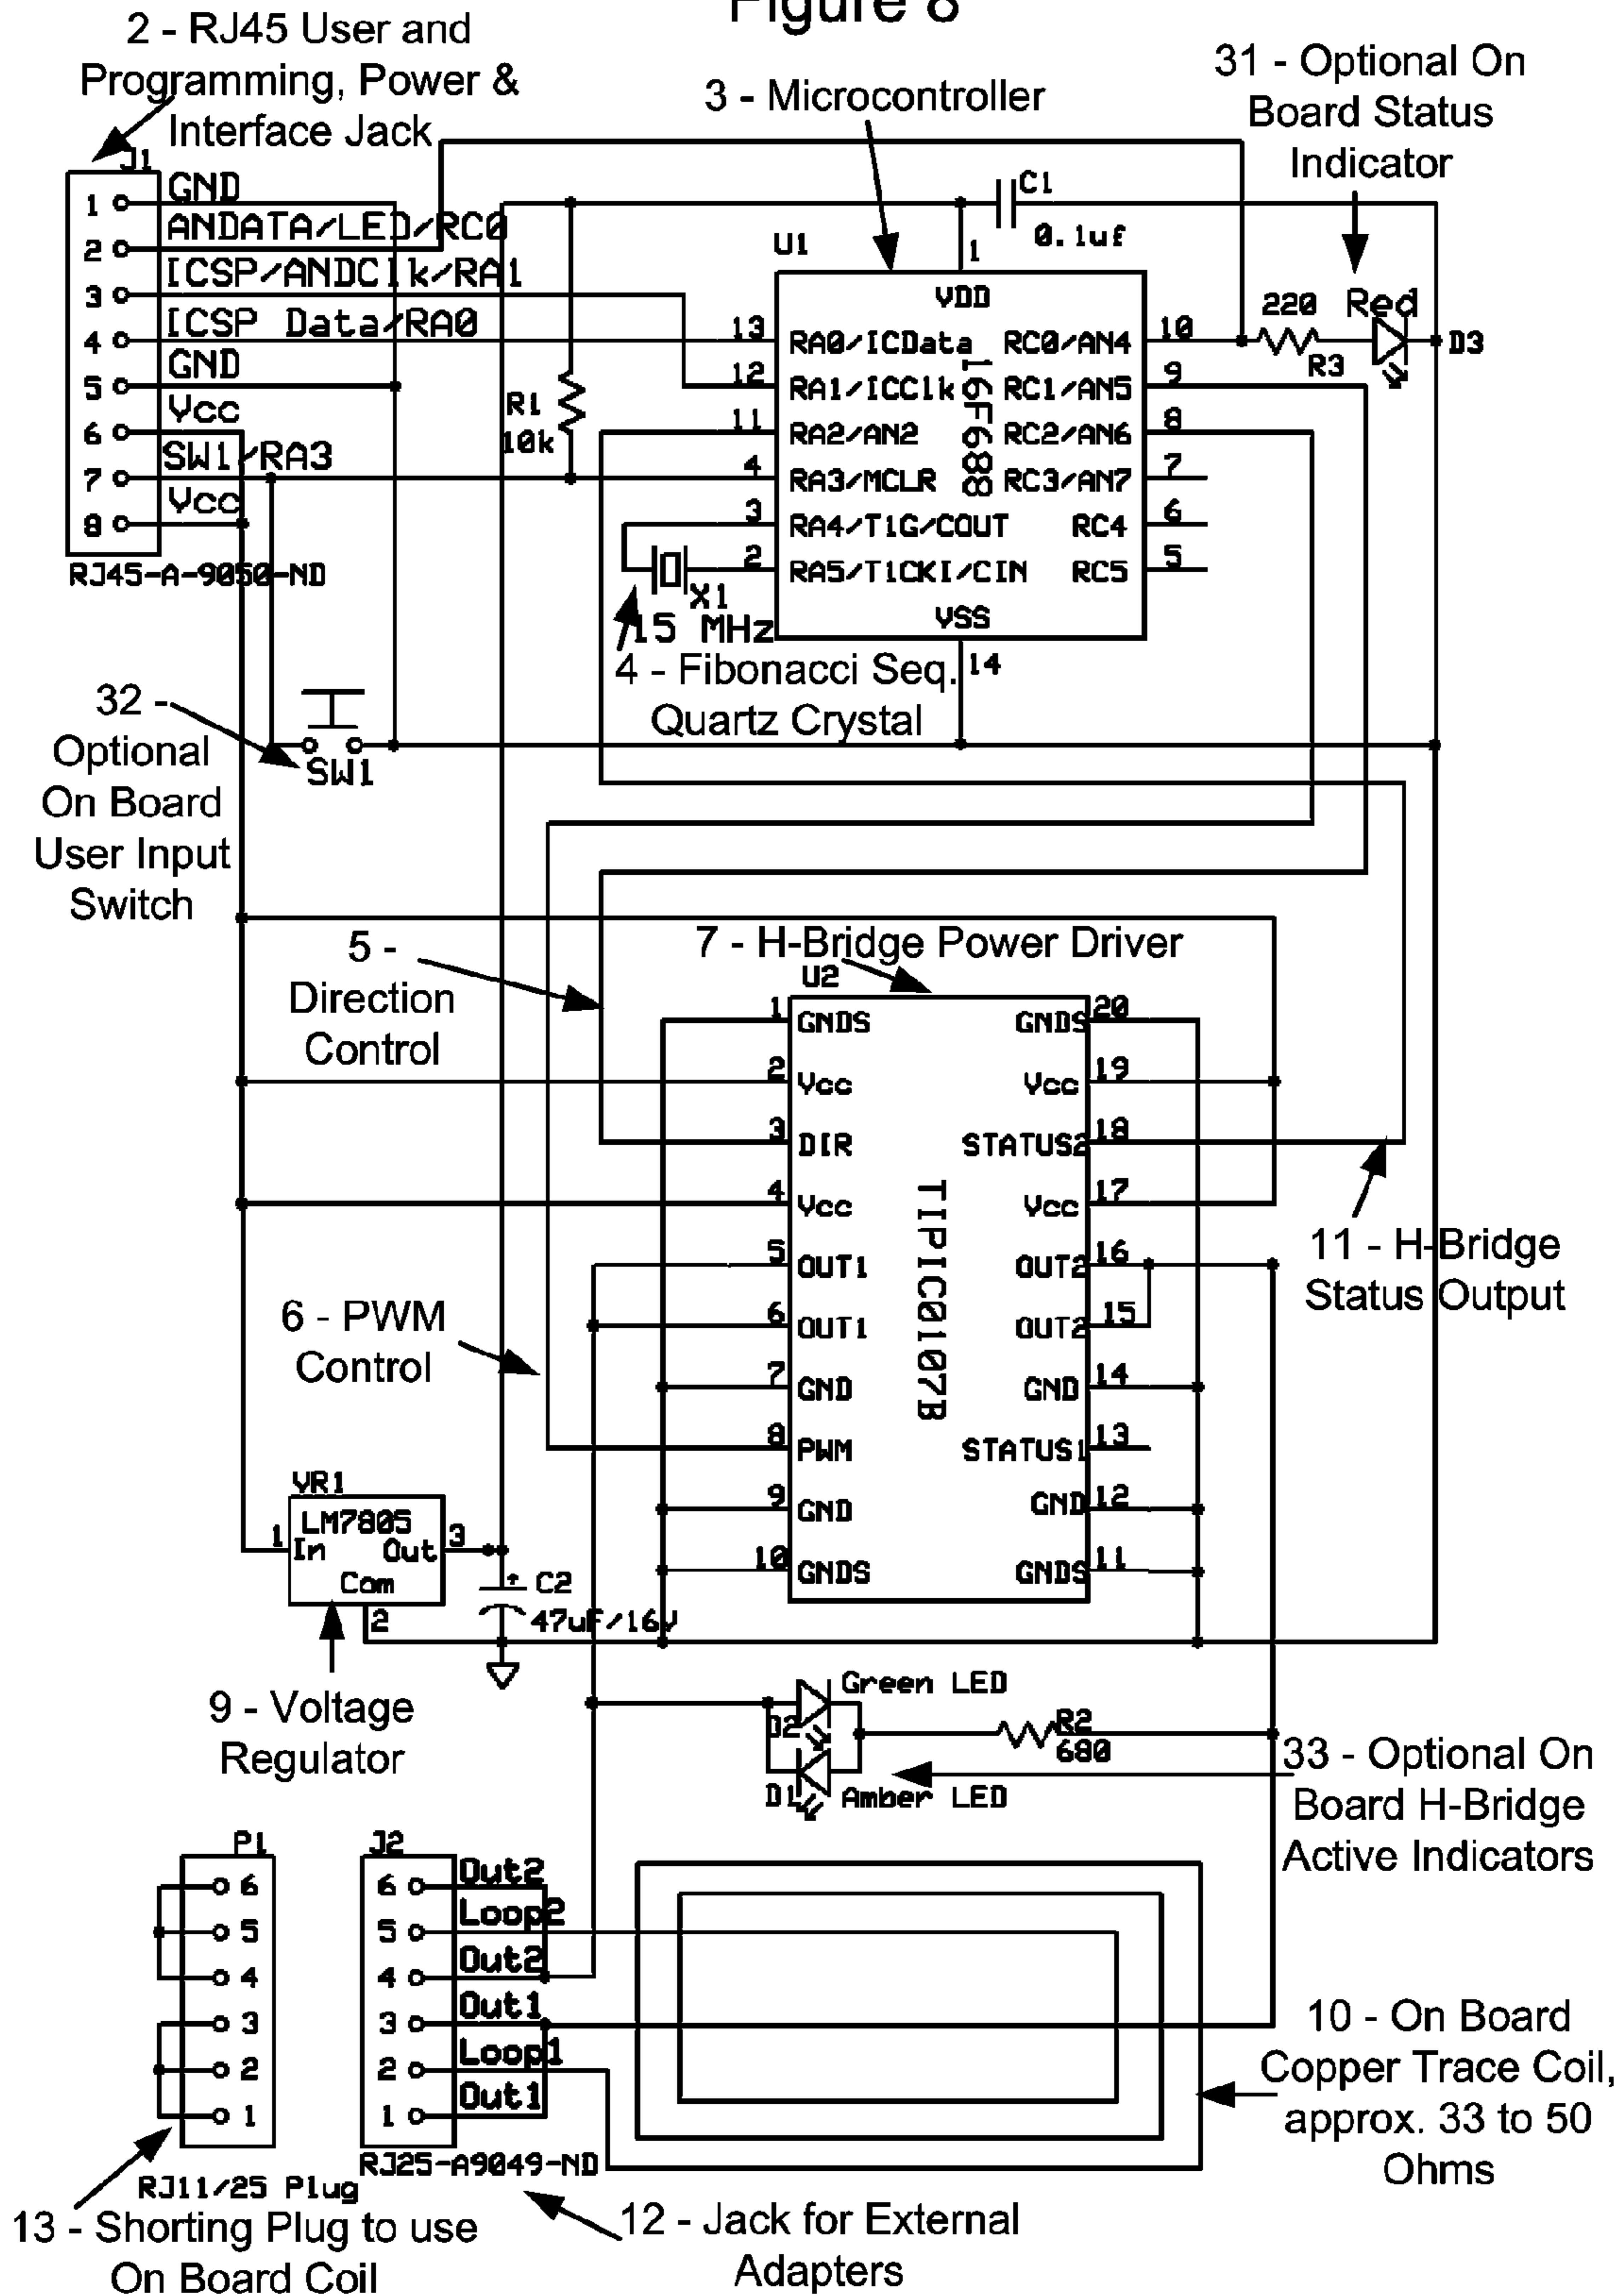 Figure 8
2 - RJ45 User and
Programming, Power &
Interface Jack
3 - Microcontroller
31 - Optional On
Board Status
Indicator
J1
1
GND
2
ANDATA/LED/RC0
3
ICSP/ANDClk/RA1
4
ICSP Data/RA0
5
GND
6
Vcc
7
SW1/RA3
8
Vcc
RJ45-A-9050-ND
R1
10k
C1
0.1uf
U1
1
VDD
13
RA0/ICData
12
RA1/ICClk
11
RA2/AN2
4
RA3/MCLR
3
RA4/T1G/COUT
2
RA5/T1CKI/CIN
16F688
RC0/AN4
10
RC1/AN5
9
RC2/AN6
8
RC3/AN7
7
RC4
6
RC5
5
VSS
14
220
R3
Red
D3
X1
15 MHz
4 - Fibonacci Seq.
Quartz Crystal
32 -
Optional
On Board
User Input
Switch
SW1
5 -
Direction
Control
7 - H-Bridge Power Driver
U2
1
GNDS
2
Vcc
3
DIR
4
Vcc
5
OUT1
6
OUT1
7
GND
8
PWM
9
GND
10
GNDS
TIPIC0107B
GNDS
20
Vcc
19
STATUS2
18
Vcc
17
OUT2
16
OUT2
15
GND
14
STATUS1
13
GND
12
GNDS
11
11 - H-Bridge
Status Output
6 - PWM
Control
VR1
LM7805
1
In
Out
3
Com
2
+
C2
47uF/16V
9 - Voltage
Regulator
Green LED
D2
D1
Amber LED
R2
680
33 - Optional On
Board H-Bridge
Active Indicators
P1
6
5
4
3
2
1
RJ11/25 Plug
J2
6
Out2
5
Loop2
4
Out2
3
Out1
2
Loop1
1
Out1
RJ25-A9049-ND
10 - On Board
Copper Trace Coil,
approx. 33 to 50
Ohms
13 - Shorting Plug to use
On Board Coil
12 - Jack for External
Adapters